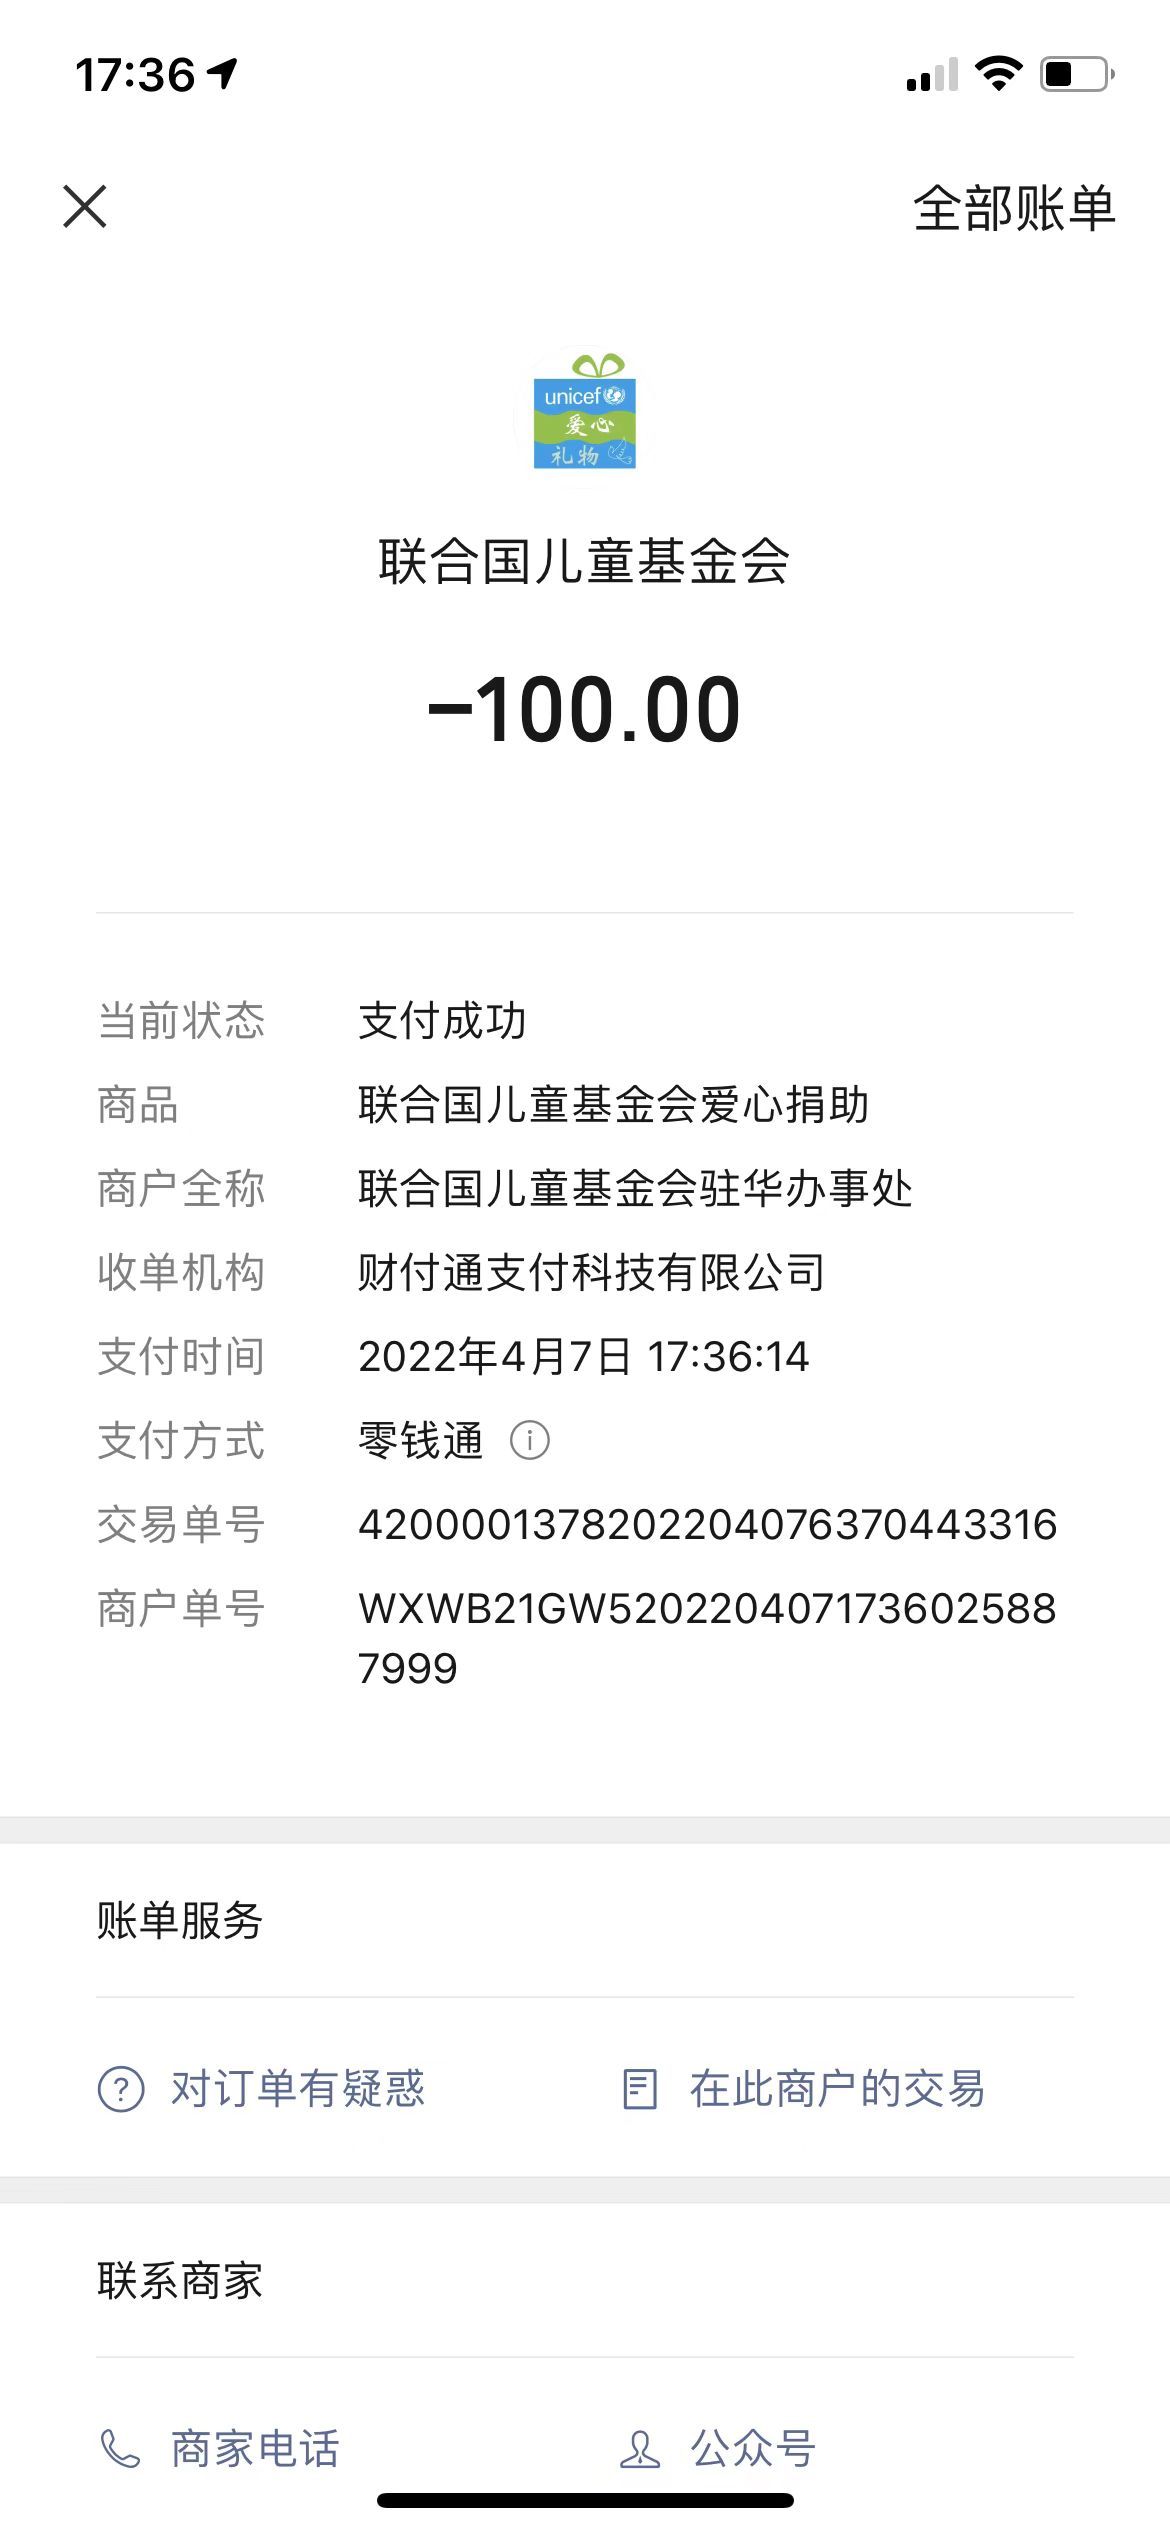 17:36
全部账单
unicef
爱心
礼物
联合国儿童基金会
-100.00
当前状态 支付成功
商品 联合国儿童基金会爱心捐助
商户全称 联合国儿童基金会驻华办事处
收单机构 财付通支付科技有限公司
支付时间 2022年4月7日 17:36:14
支付方式 零钱通
交易单号 4200001378202204076370443316
商户单号 WXWB21GW520220407173602588
7999
账单服务
对订单有疑惑 在此商户的交易
联系商家
商家电话 公众号